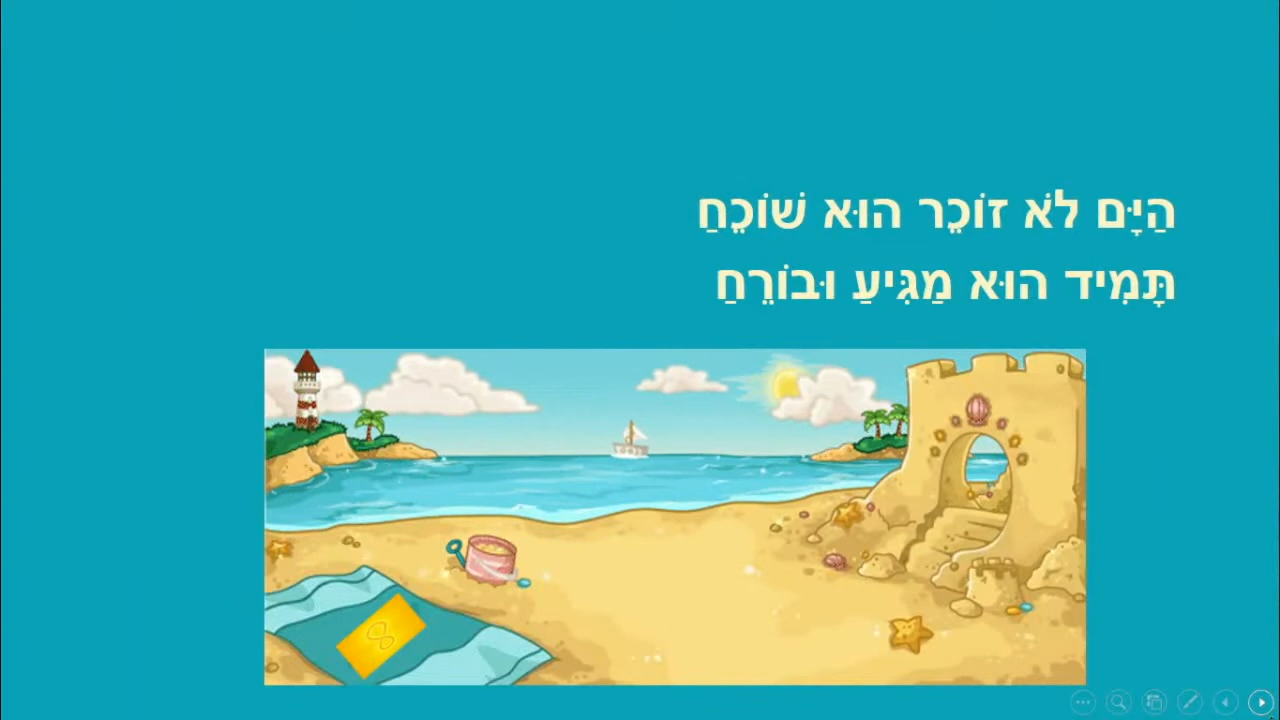 הַיָּם לֹא זוֹכֵר הוּא שׁוֹכֵחַ
תָּמִיד הוּא מַגִּיעַ וּבוֹרֵחַ